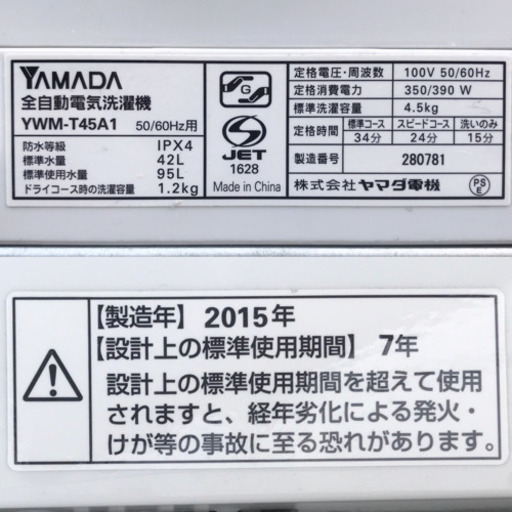 YAMADA
全自動電気洗濯機
YWM-T45A1 50/60Hz用
防水等級 IPX4
標準水量 42L
標準使用水量 95L
ドライコース時の洗濯容量 1.2kg
G
S
JET
1628
Made in China
定格電圧・周波数 100V 50/60Hz
定格消費電力 350/390 W
標準洗濯容量 4.5kg
定格時間 標準コース スピードコース 洗いのみ
34分 24分 15分
製造番号 280781
株式会社ヤマダ電機
PS
E
【製造年】2015年
【設計上の標準使用期間】 7年
設計上の標準使用期間を超えて使用
されますと、経年劣化による発火・
けが等の事故に至る恐れがあります。